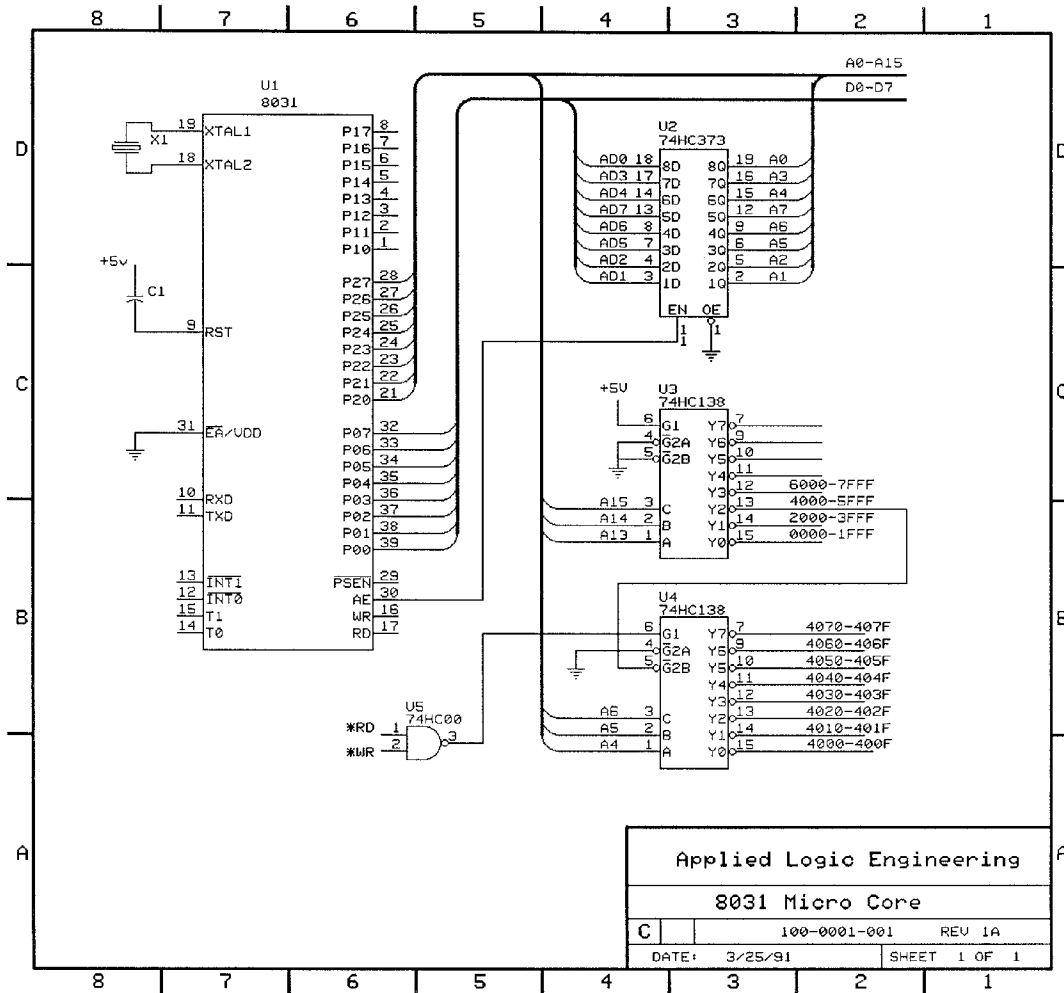 8 7 6 5 4 3 2 1
D
C
B
A
D
C
B
A
A0-A15
D0-D7
U1
8031
X1
19 XTAL1
18 XTAL2
+5v
C1
9 RST
31 EA/VDD
10 RXD
11 TXD
13 INT1
12 INT0
15 T1
14 T0
P17 8
P16 7
P15 6
P14 5
P13 4
P12 3
P11 2
P10 1
P27 28
P26 27
P25 26
P24 25
P23 24
P22 23
P21 22
P20 21
P07 32
P06 33
P05 34
P04 35
P03 36
P02 37
P01 38
P00 39
PSEN 29
AE 30
WR 16
RD 17
U2
74HC373
AD0 18 8D 8Q 19 A0
AD3 17 7D 7Q 16 A3
AD4 14 6D 6Q 15 A4
AD7 13 5D 5Q 12 A7
AD6 8 4D 4Q 9 A6
AD5 7 3D 3Q 6 A5
AD2 4 2D 2Q 5 A2
AD1 3 1D 1Q 2 A1
EN OE
11 1
+5V
U3
74HC138
6 G1 Y7 7
4 G2A Y6 9
5 G2B Y5 10
Y4 11
Y3 12 6000-7FFF
A15 3 C Y2 13 4000-5FFF
A14 2 B Y1 14 2000-3FFF
A13 1 A Y0 15 0000-1FFF
U4
74HC138
6 G1 Y7 7 4070-407F
4 G2A Y6 9 4060-406F
5 G2B Y5 10 4050-405F
Y4 11 4040-404F
Y3 12 4030-403F
A6 3 C Y2 13 4020-402F
A5 2 B Y1 14 4010-401F
A4 1 A Y0 15 4000-400F
U5
74HC00
*RD 1
*WR 2
3
Applied Logic Engineering
8031 Micro Core
C 100-0001-001 REV 1A
DATE: 3/25/91 SHEET 1 OF 1
8 7 6 5 4 3 2 1